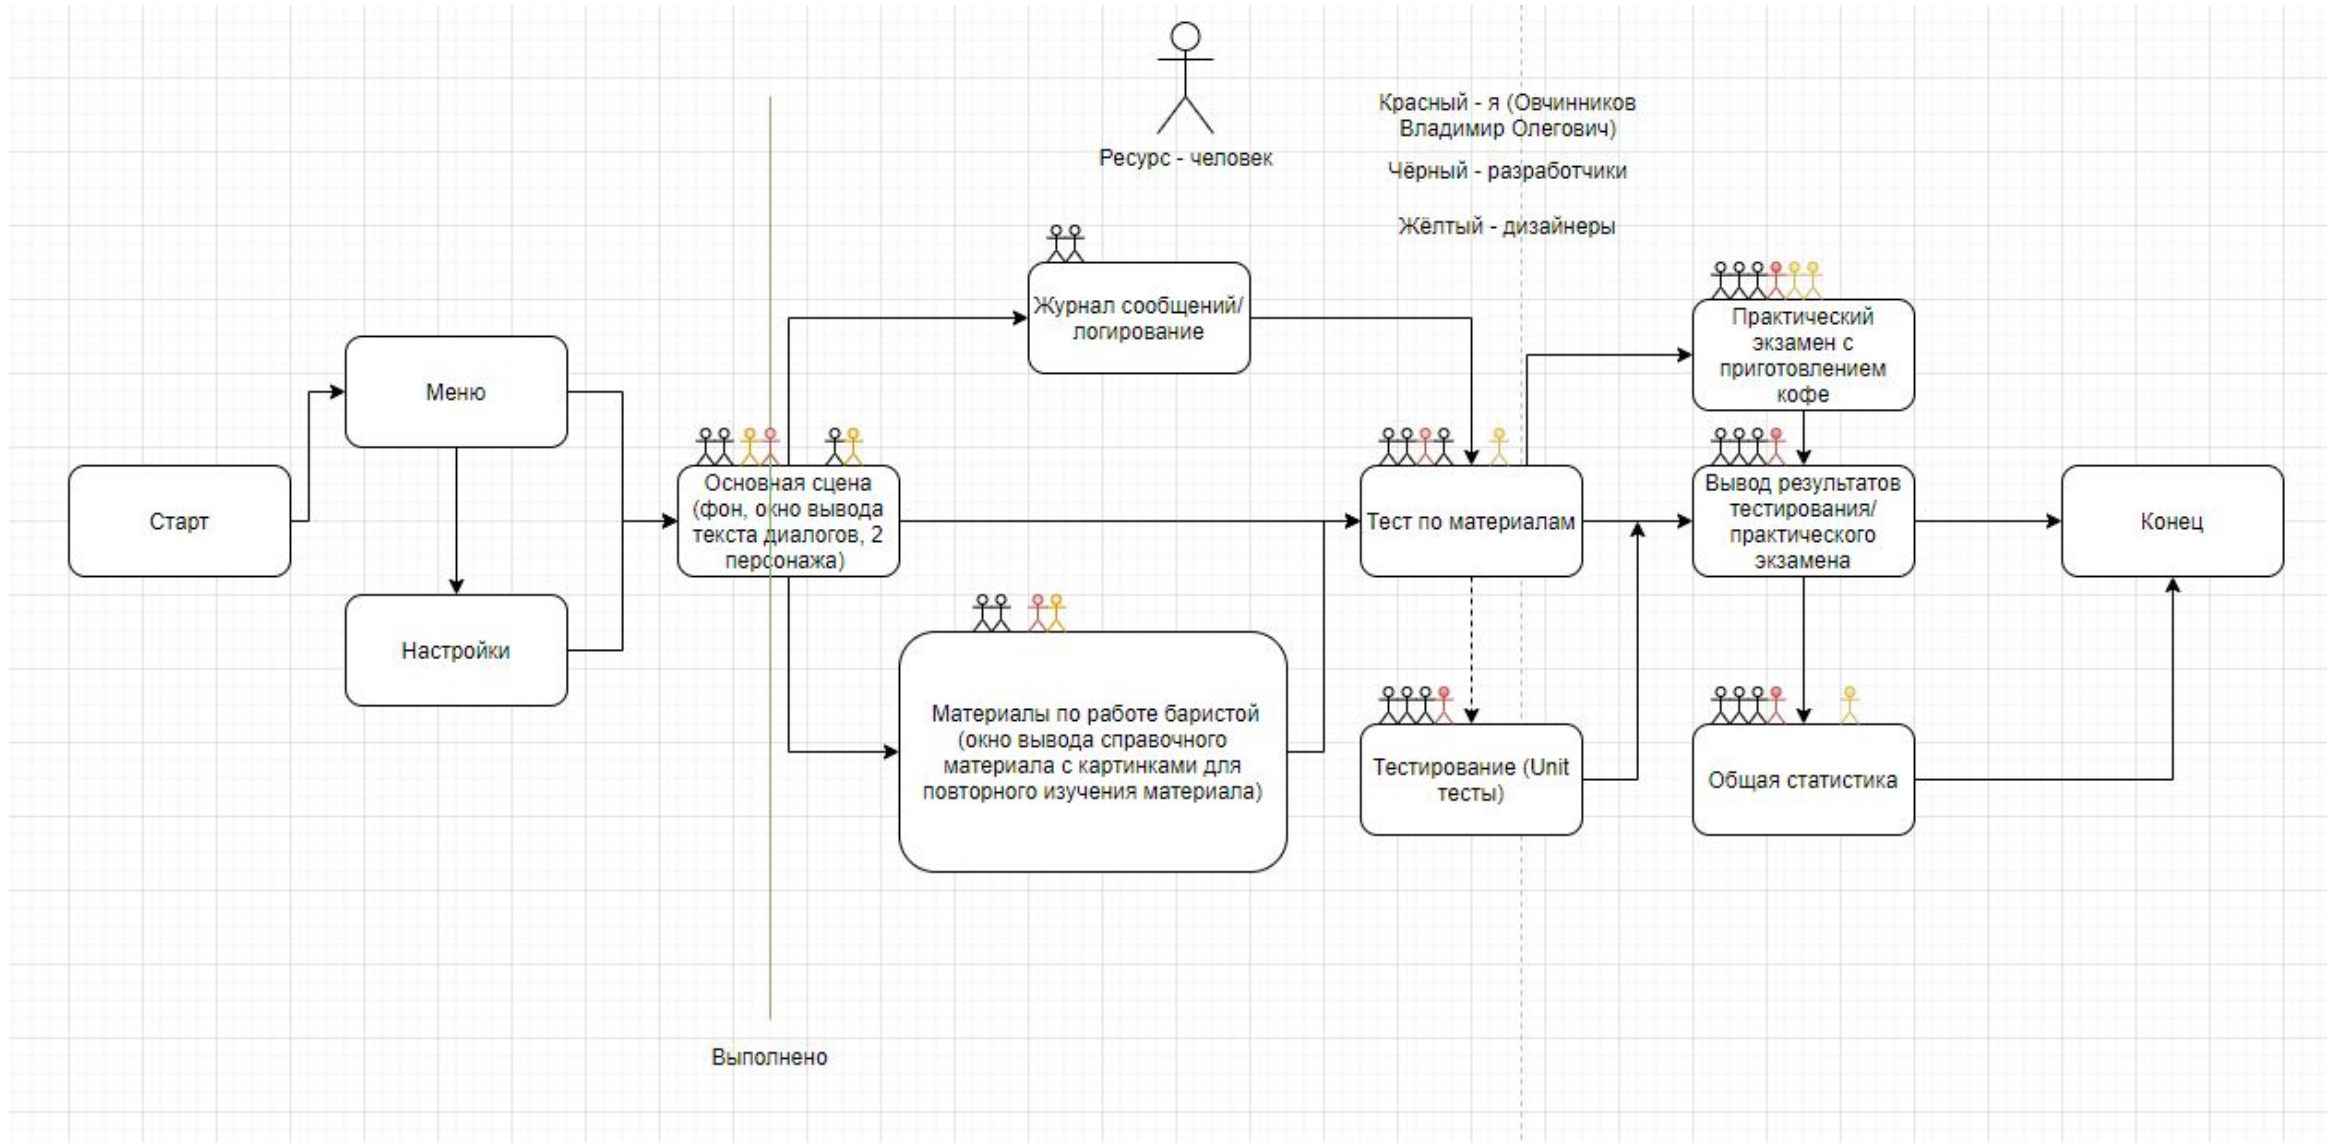 Ресурс - человек
Красный - я (Овчинников
Владимир Олегович)
Чёрный - разработчики
Жёлтый - дизайнеры
Старт
Меню
Настройки
Основная сцена
(фон, окно вывода
текста диалогов, 2
персонажа)
Журнал сообщений/
логирование
Материалы по работе баристой
(окно вывода справочного
материала с картинками для
повторного изучения материала)
Тест по материалам
Тестирование (Unit
тесты)
Практический
экзамен с
приготовлением
кофе
Вывод результатов
тестирования/
практического
экзамена
Общая статистика
Конец
Выполнено